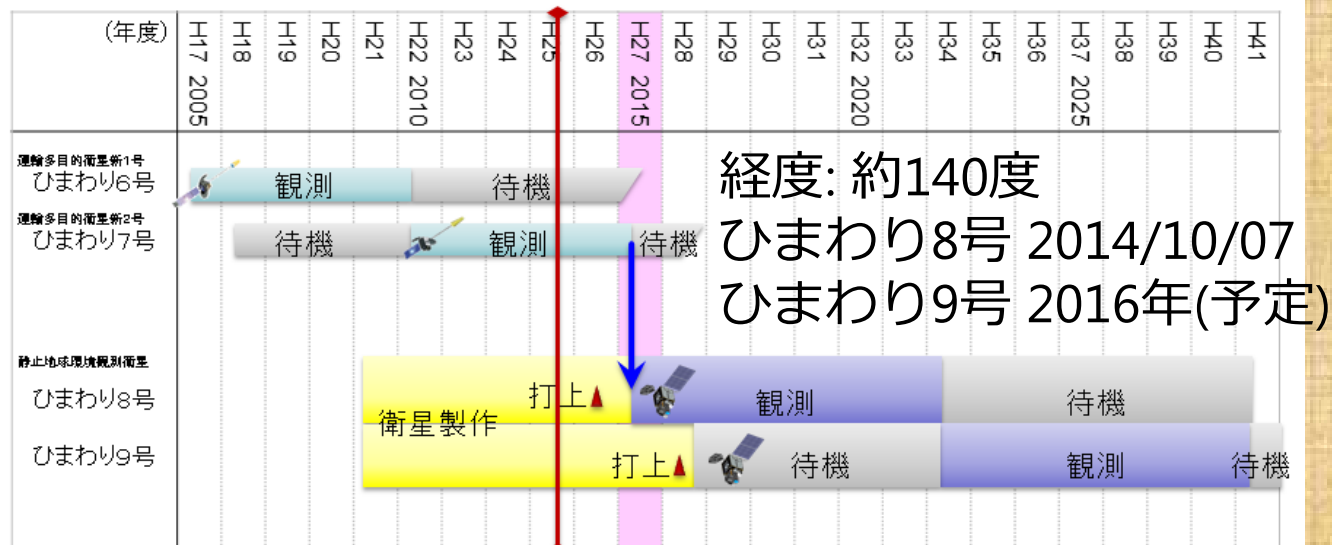 (年度)
H17 2005
H18
H19
H20
H21
H22 2010
H23
H24
H25
H26
H27 2015
H28
H29
H30
H31
H32 2020
H33
H34
H35
H36
H37 2025
H38
H39
H40
H41
運輸多目的衛星新1号
ひまわり6号
観測
待機
運輸多目的衛星新2号
ひまわり7号
待機
観測
待機
経度: 約140度
ひまわり8号 2014/10/07
ひまわり9号 2016年(予定)
静止地球環境観測衛星
ひまわり8号
打上
観測
待機
衛星製作
ひまわり9号
打上
待機
観測
待機